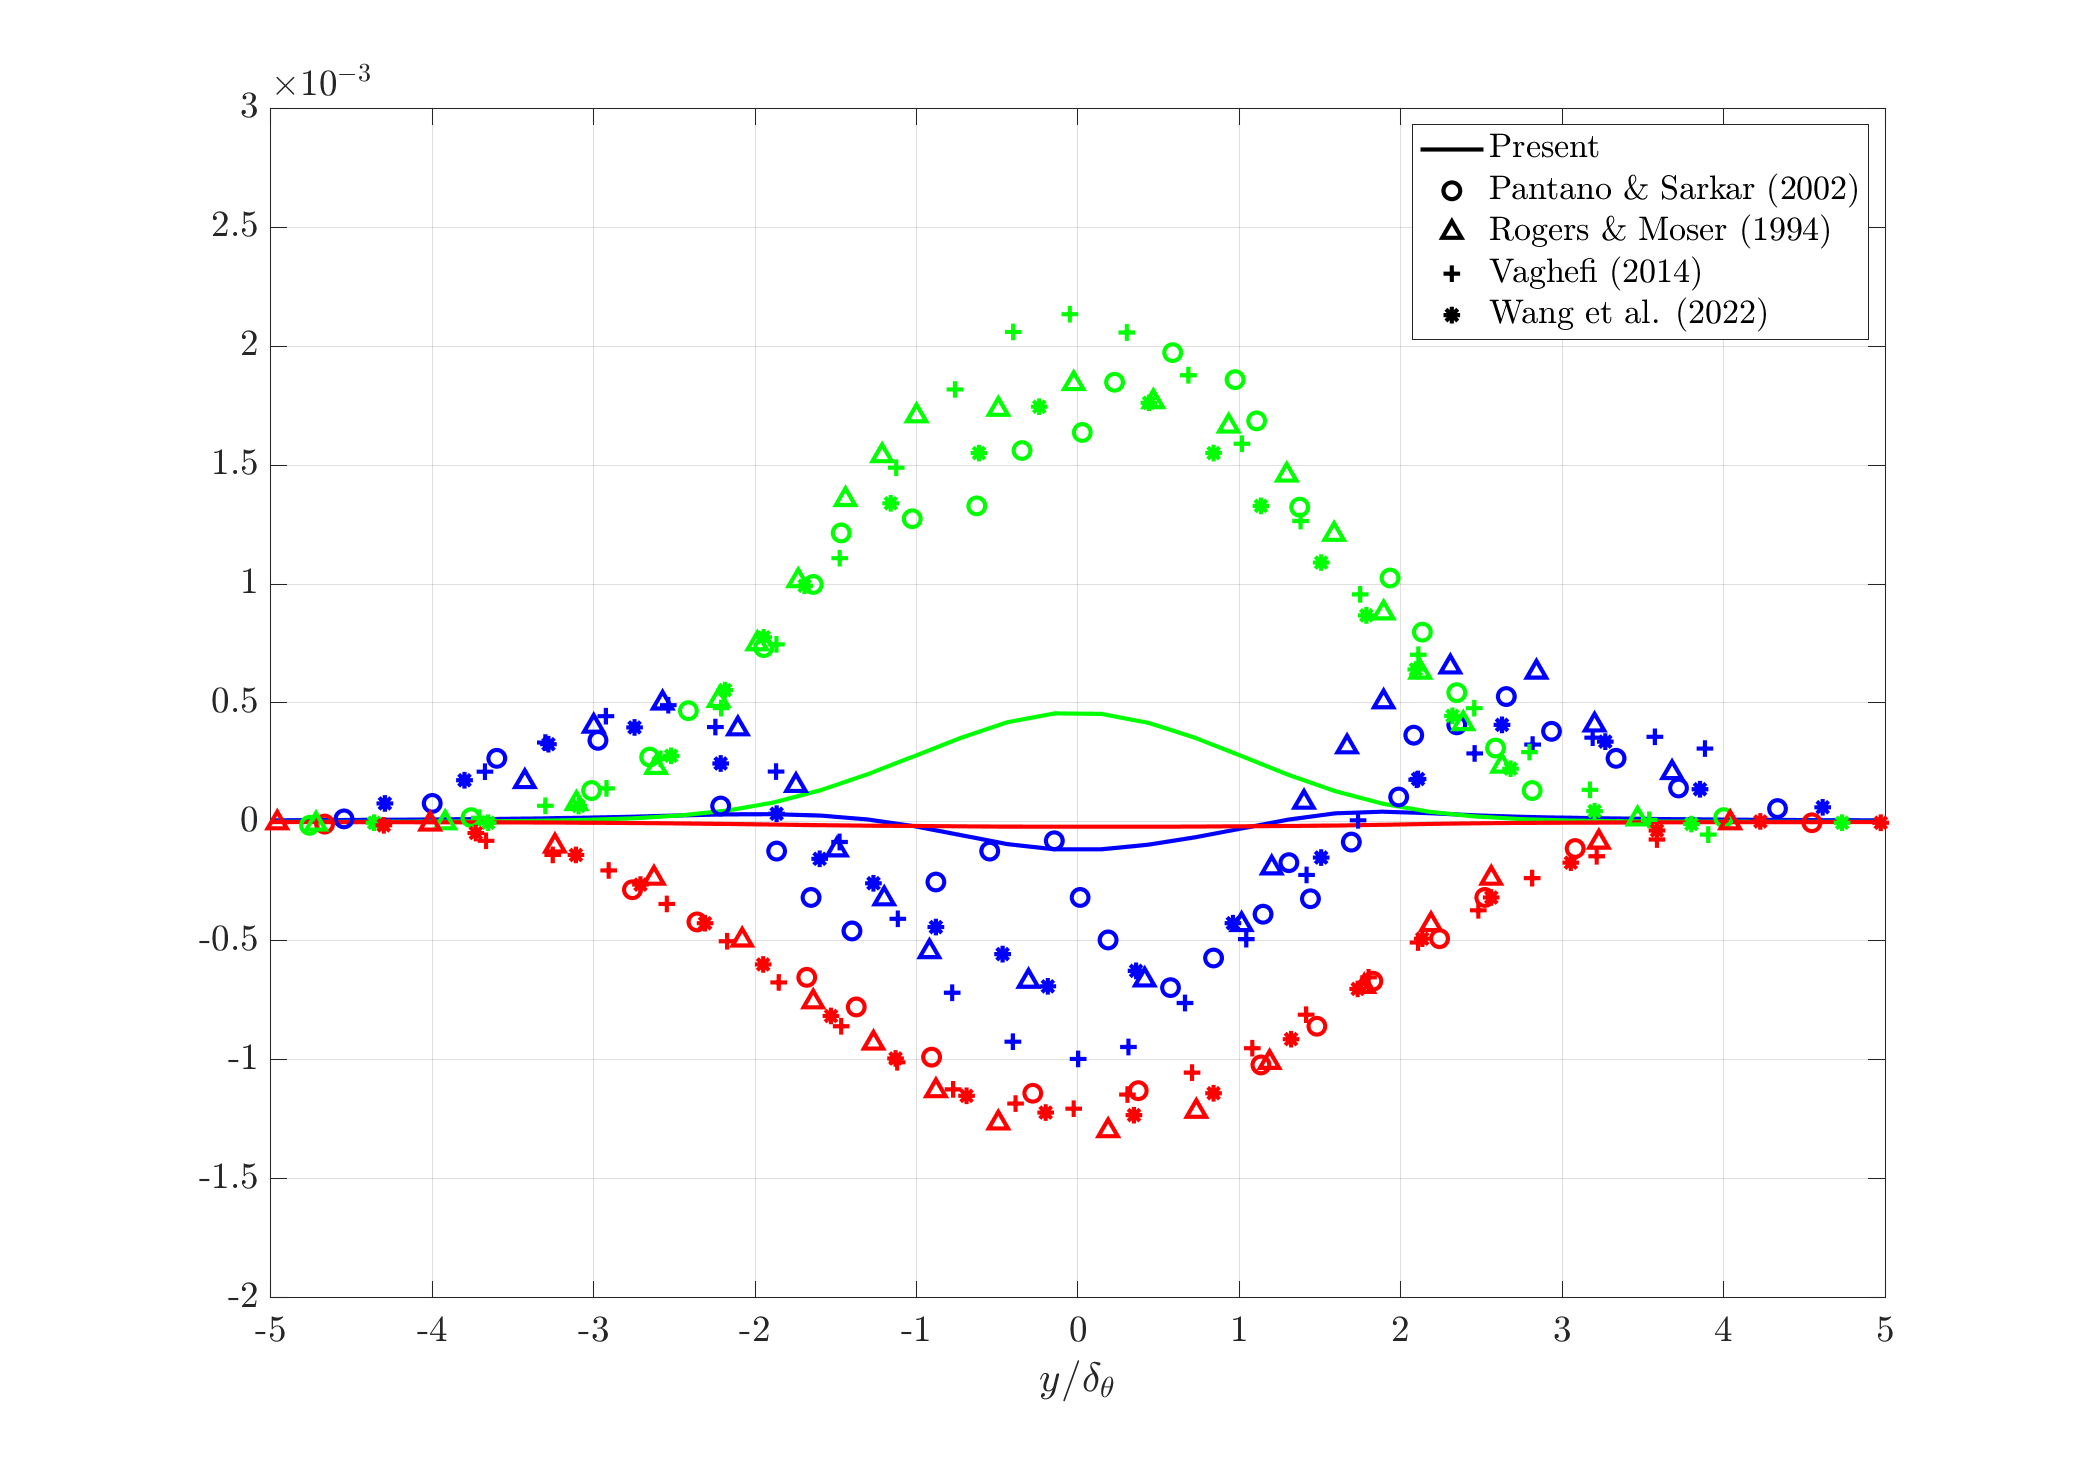 ×10⁻³
3
2.5
2
1.5
1
0.5
0
-0.5
-1
-1.5
-2
-5 -4 -3 -2 -1 0 1 2 3 4 5
y/δ_θ
Present
Pantano & Sarkar (2002)
Rogers & Moser (1994)
Vaghefi (2014)
Wang et al. (2022)